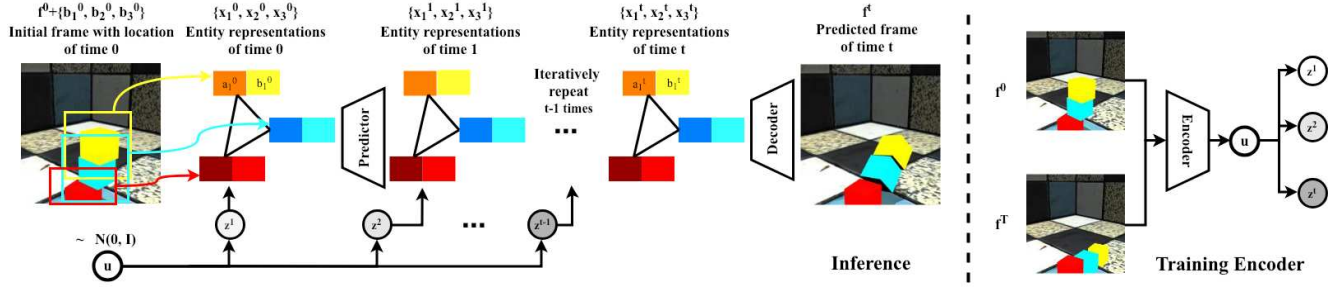 f⁰+{b₁⁰, b₂⁰, b₃⁰}
Initial frame with location
of time 0
{x₁⁰, x₂⁰, x₃⁰}
Entity representations
of time 0
{x₁¹, x₂¹, x₃¹}
Entity representations
of time 1
{x₁ᵗ, x₂ᵗ, x₃ᵗ}
Entity representations
of time t
fᵗ
Predicted frame
of time t
a₁⁰ b₁⁰
Predictor
Iteratively
repeat
t-1 times
...
a₁ᵗ b₁ᵗ
Decoder
z¹
z²
...
zᵗ⁻¹
~ N(0, I)
u
Inference
f⁰
fᵀ
Encoder
u
z¹
z²
zᵗ
Training Encoder